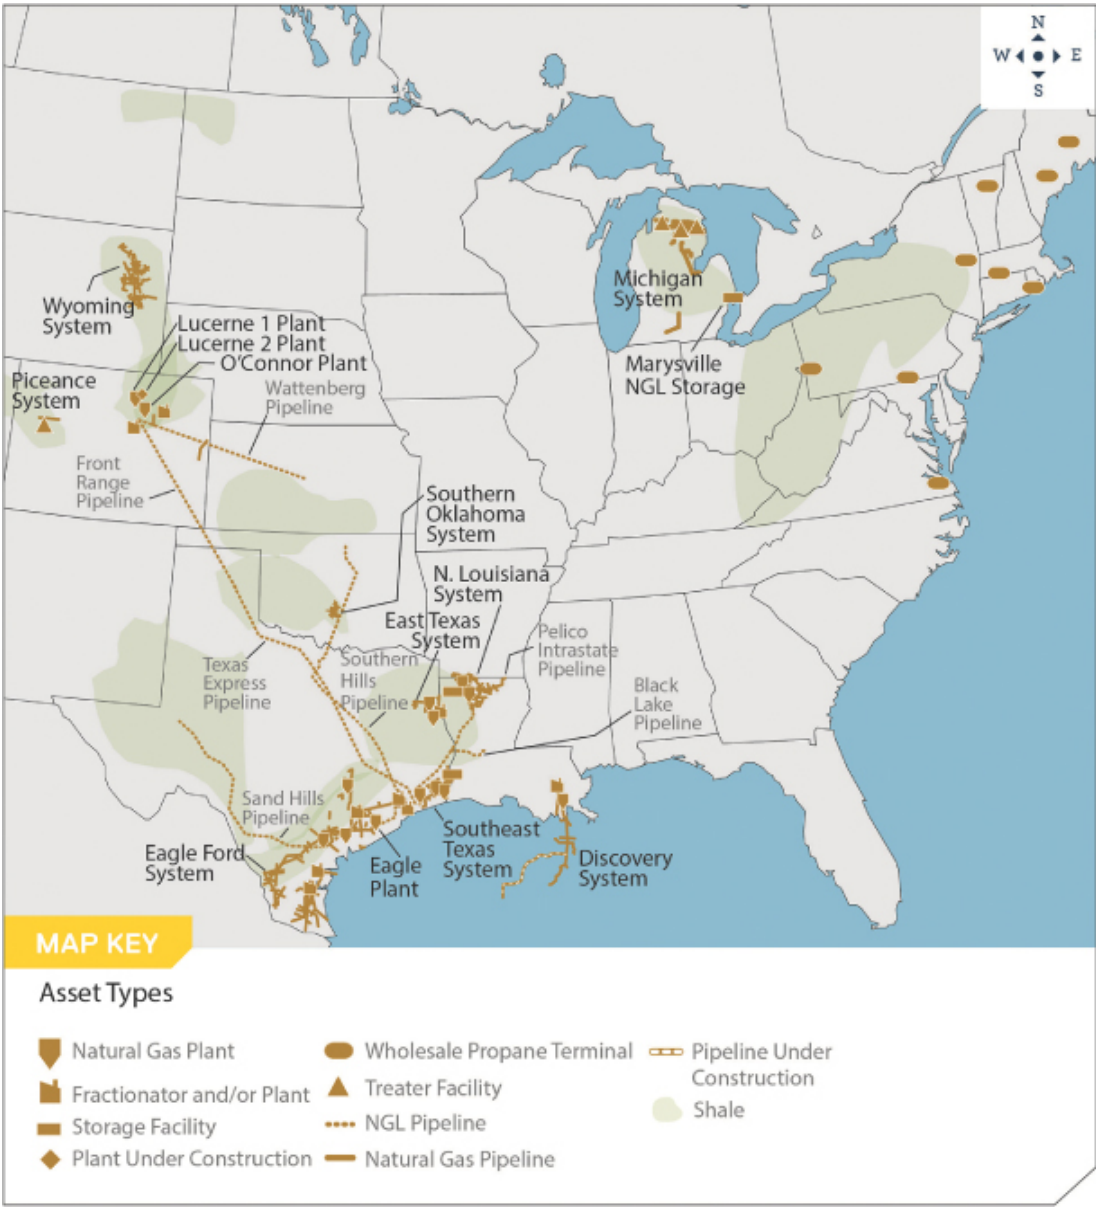 N
W E
S
Wyoming
System
Lucerne 1 Plant
Lucerne 2 Plant
O'Connor Plant
Piceance
System
Wattenberg
Pipeline
Front
Range
Pipeline
Michigan
System
Marysville
NGL Storage
Southern
Oklahoma
System
N. Louisiana
System
East Texas
System
Pelico
Intrastate
Pipeline
Texas
Express
Pipeline
Southern
Hills
Pipeline
Black
Lake
Pipeline
Sand Hills
Pipeline
Eagle Ford
System
Eagle
Plant
Southeast
Texas
System
Discovery
System
MAP KEY
Asset Types
Natural Gas Plant
Fractionator and/or Plant
Storage Facility
Plant Under Construction
Wholesale Propane Terminal
Treater Facility
NGL Pipeline
Natural Gas Pipeline
Pipeline Under
Construction
Shale